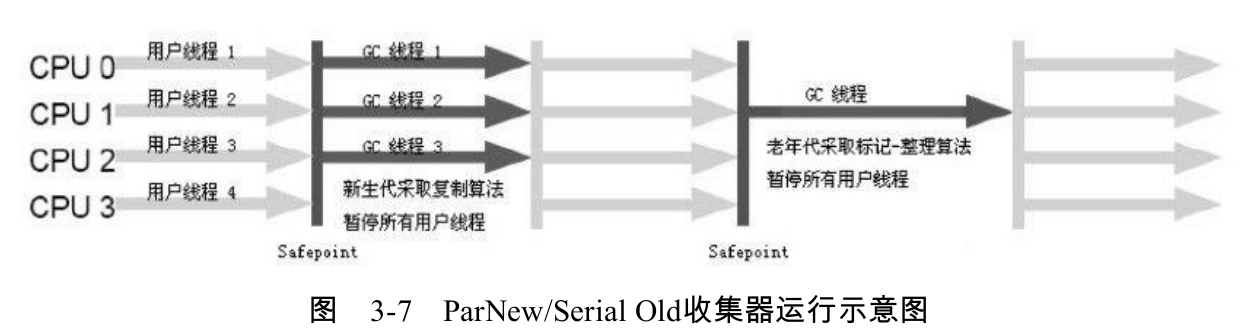 CPU 0 用户线程 1 GC 线程 1
CPU 1 用户线程 2 GC 线程 2 GC 线程
CPU 2 用户线程 3 GC 线程 3 老年代采取标记-整理算法
暂停所有用户线程
CPU 3 用户线程 4 新生代采取复制算法
暂停所有用户线程
Safepoint Safepoint
图 3-7 ParNew/Serial Old收集器运行示意图